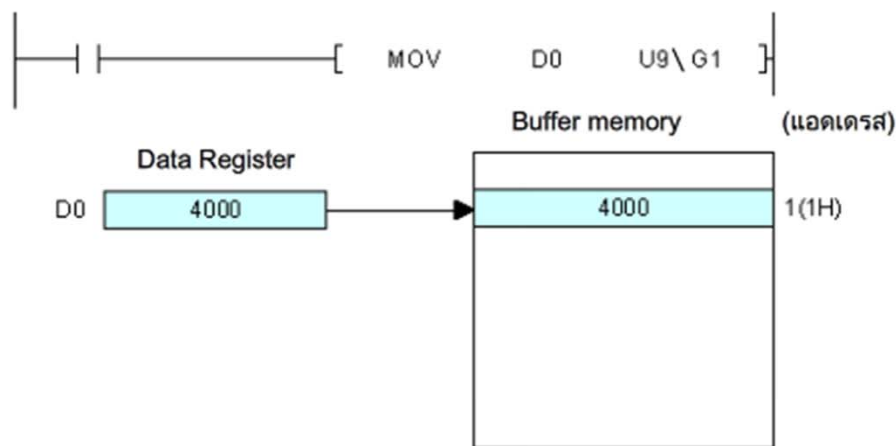 MOV D0 U9\G1
Buffer memory (แอดเดรส)
Data Register
D0 4000 4000 1(1H)